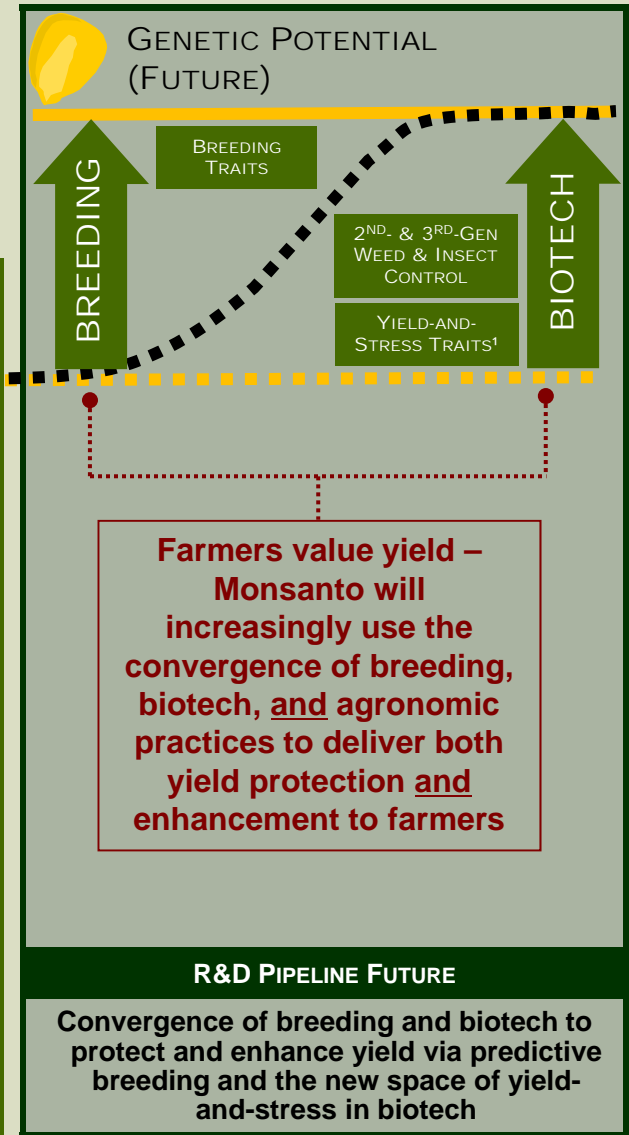 GENETIC POTENTIAL
(FUTURE)
BREEDING
TRAITS
BREEDING
2ND- & 3RD-GEN
WEED & INSECT
CONTROL
YIELD-AND-
STRESS TRAITS¹
BIOTECH
Farmers value yield –
Monsanto will
increasingly use the
convergence of breeding,
biotech, and agronomic
practices to deliver both
yield protection and
enhancement to farmers
R&D PIPELINE FUTURE
Convergence of breeding and biotech to
protect and enhance yield via predictive
breeding and the new space of yield-
and-stress in biotech